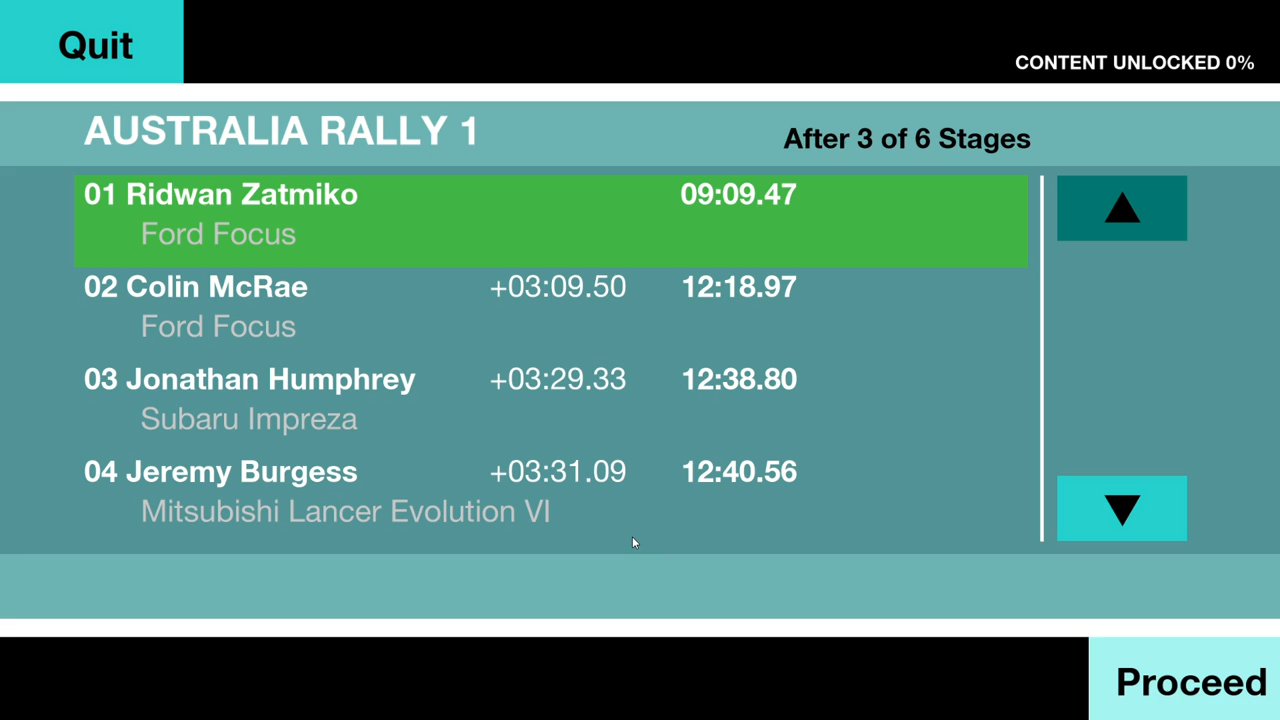 Quit
CONTENT UNLOCKED 0%
AUSTRALIA RALLY 1 After 3 of 6 Stages
01 Ridwan Zatmiko 09:09.47
Ford Focus
02 Colin McRae +03:09.50 12:18.97
Ford Focus
03 Jonathan Humphrey +03:29.33 12:38.80
Subaru Impreza
04 Jeremy Burgess +03:31.09 12:40.56
Mitsubishi Lancer Evolution VI
Proceed